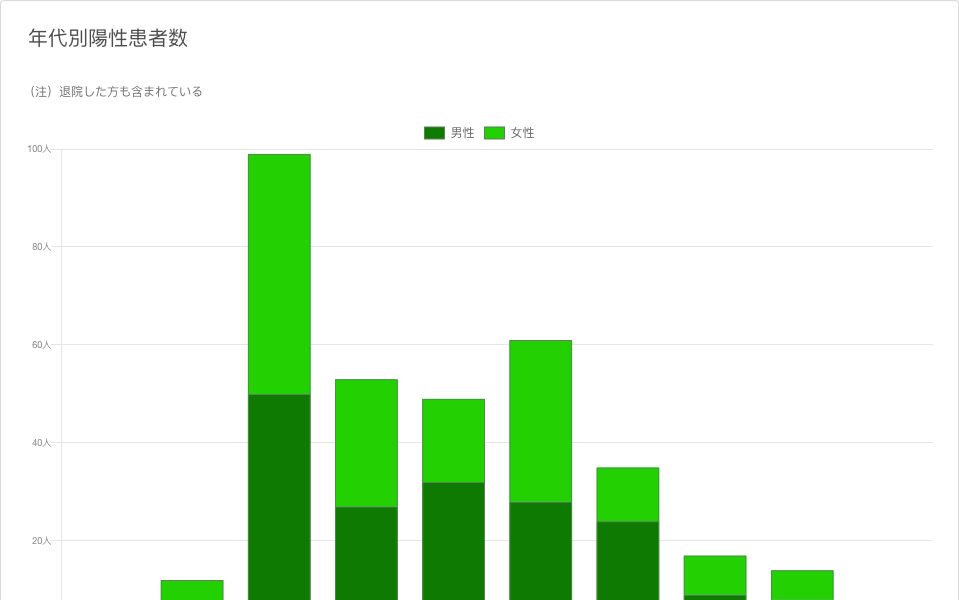 年代別陽性患者数
（注）退院した方も含まれている
男性 女性
100人
80人
60人
40人
20人